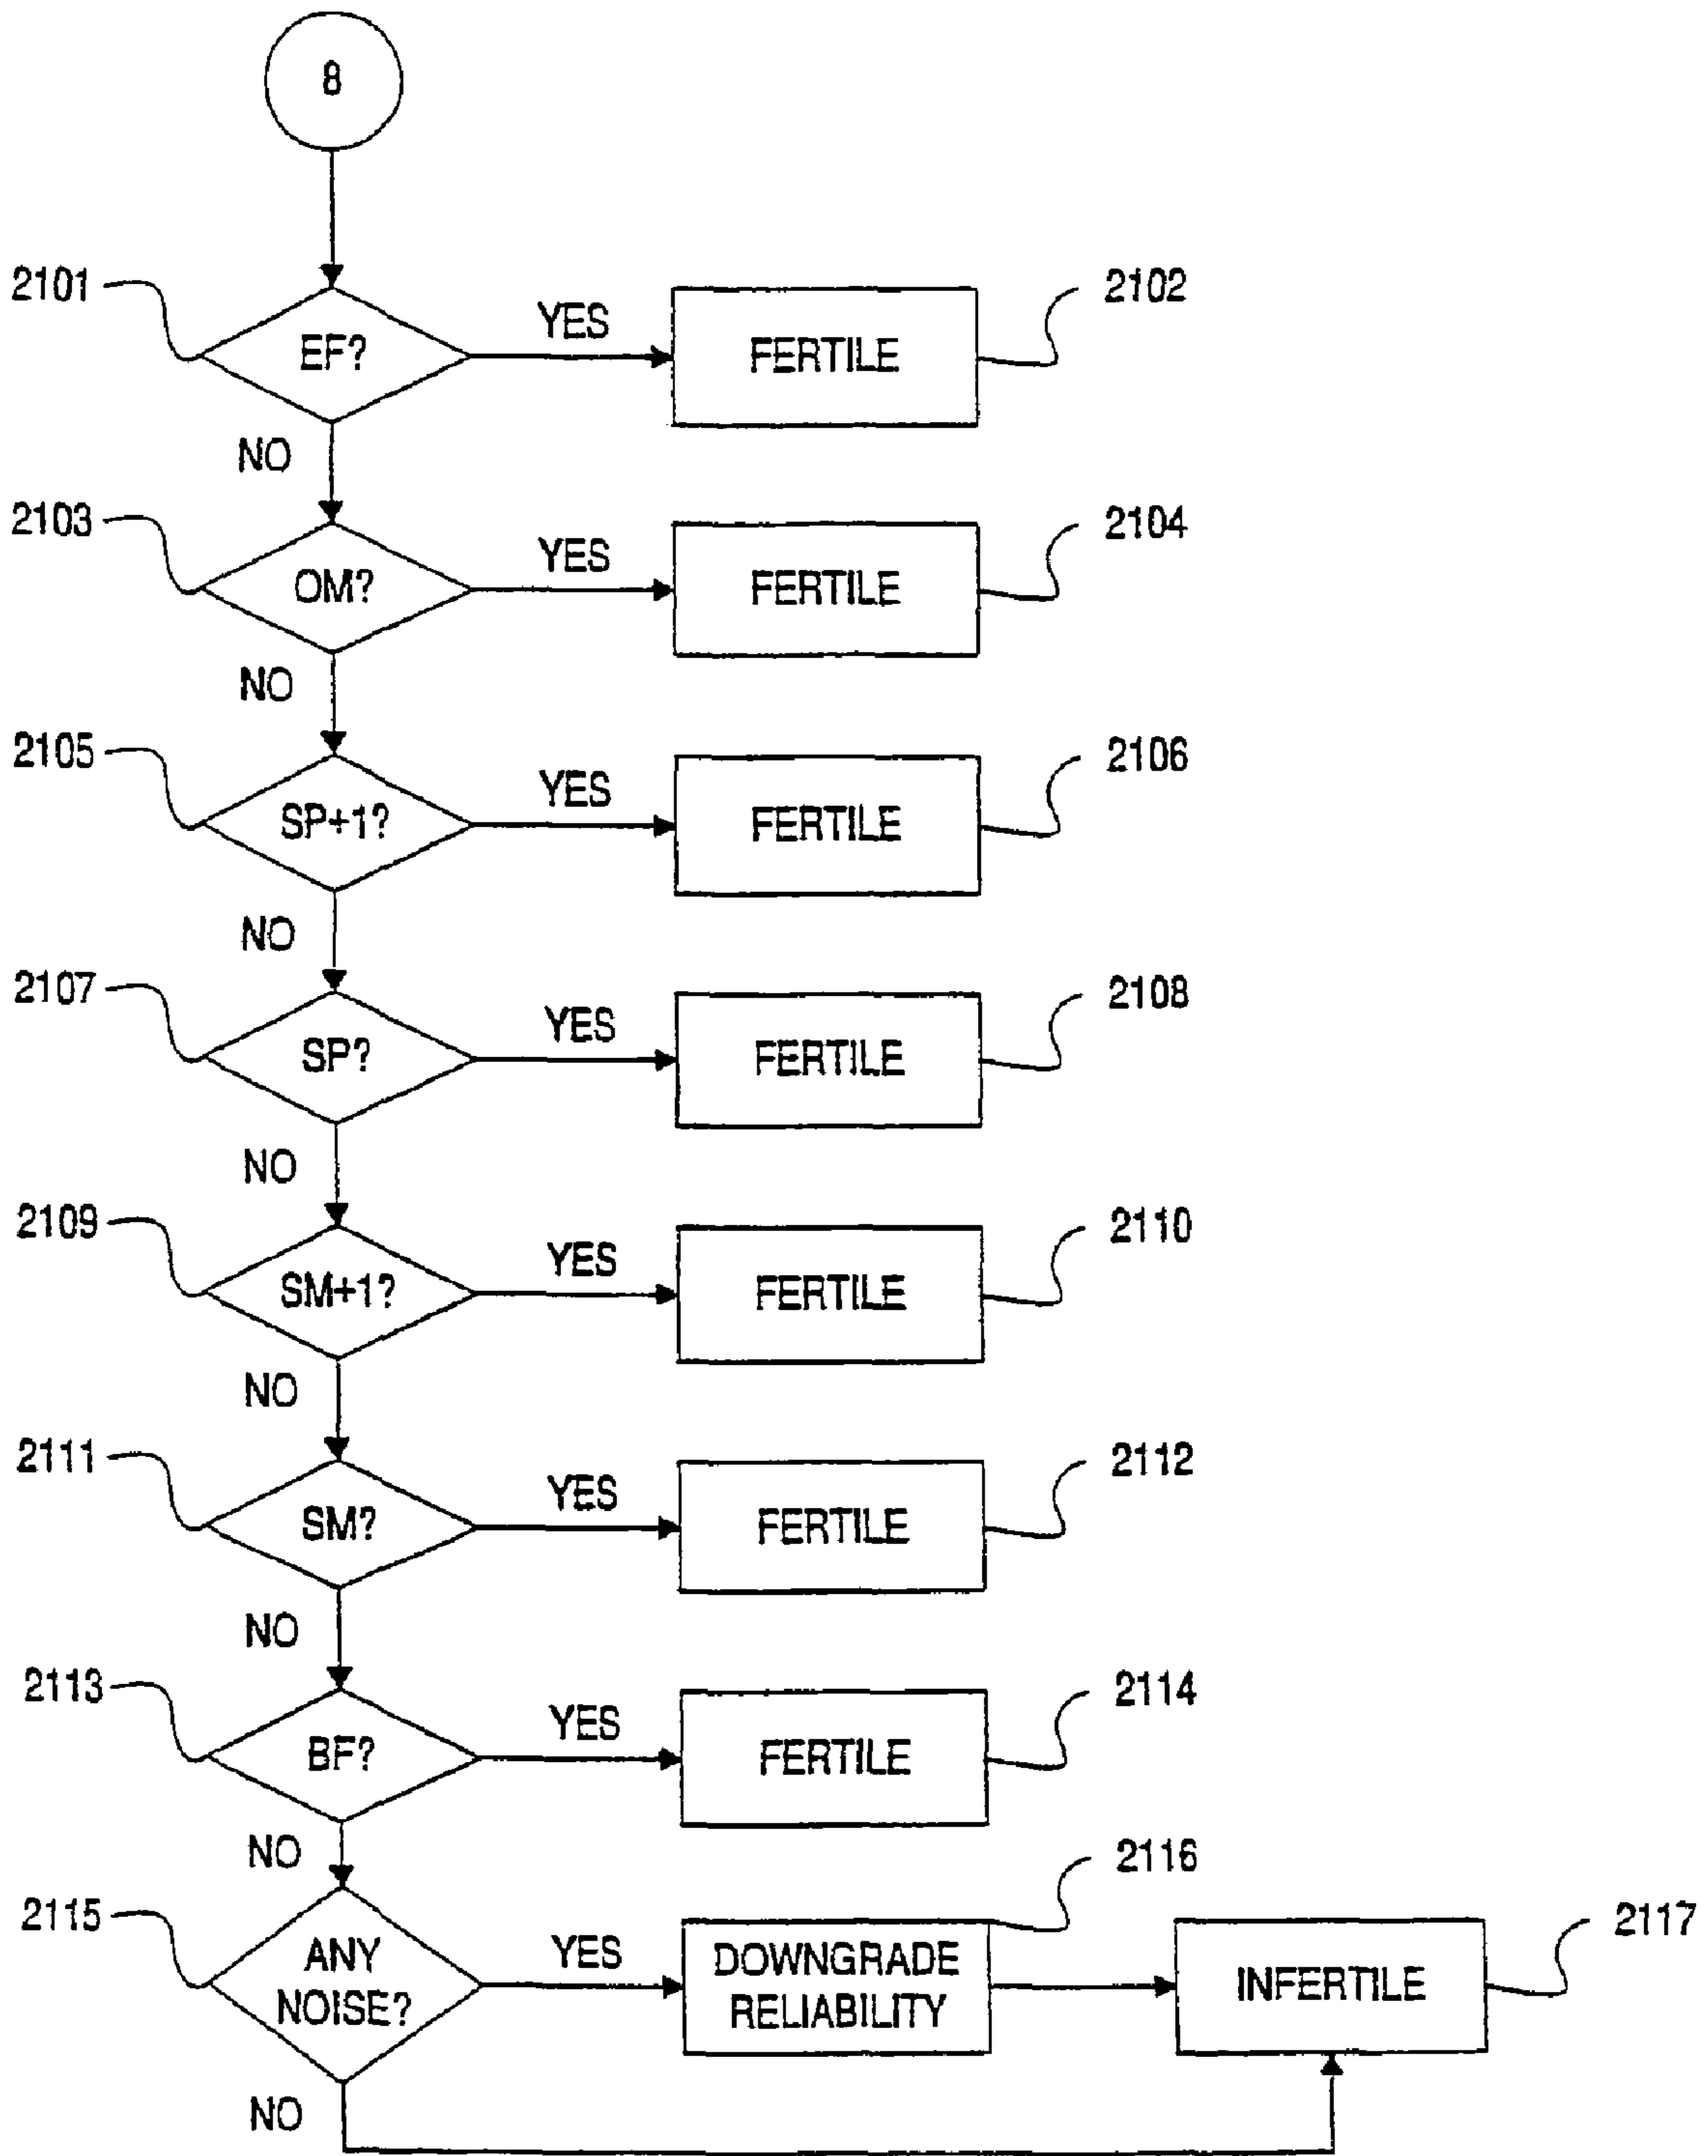 8
2101
EF?
YES
FERTILE
2102
NO
2103
OM?
YES
FERTILE
2104
NO
2105
SP+1?
YES
FERTILE
2106
NO
2107
SP?
YES
FERTILE
2108
NO
2109
SM+1?
YES
FERTILE
2110
NO
2111
SM?
YES
FERTILE
2112
NO
2113
BF?
YES
FERTILE
2114
NO
2115
ANY
NOISE?
YES
DOWNGRADE
RELIABILITY
2116
INFERTILE
2117
NO